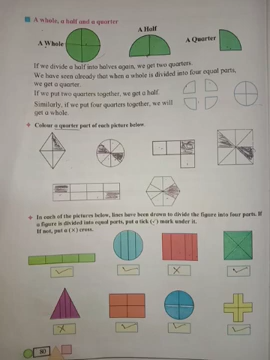 A whole, a half and a quarter
A Whole
A Half
A Quarter
If we divide a half into halves again, we get two quarters.
We have seen already that when a whole is divided into four equal parts,
we get a quarter.
If we put two quarters together, we get a half.
Similarly, if we put four quarters together, we will
get a whole.
Colour a quarter part of each picture below.
In each of the pictures below, lines have been drawn to divide the figure into four parts. If
a figure is divided into equal parts, put a tick (✓) mark under it.
If not, put a (×) cross.
✓
✓
×
✓
×
✓
✓
✓
80